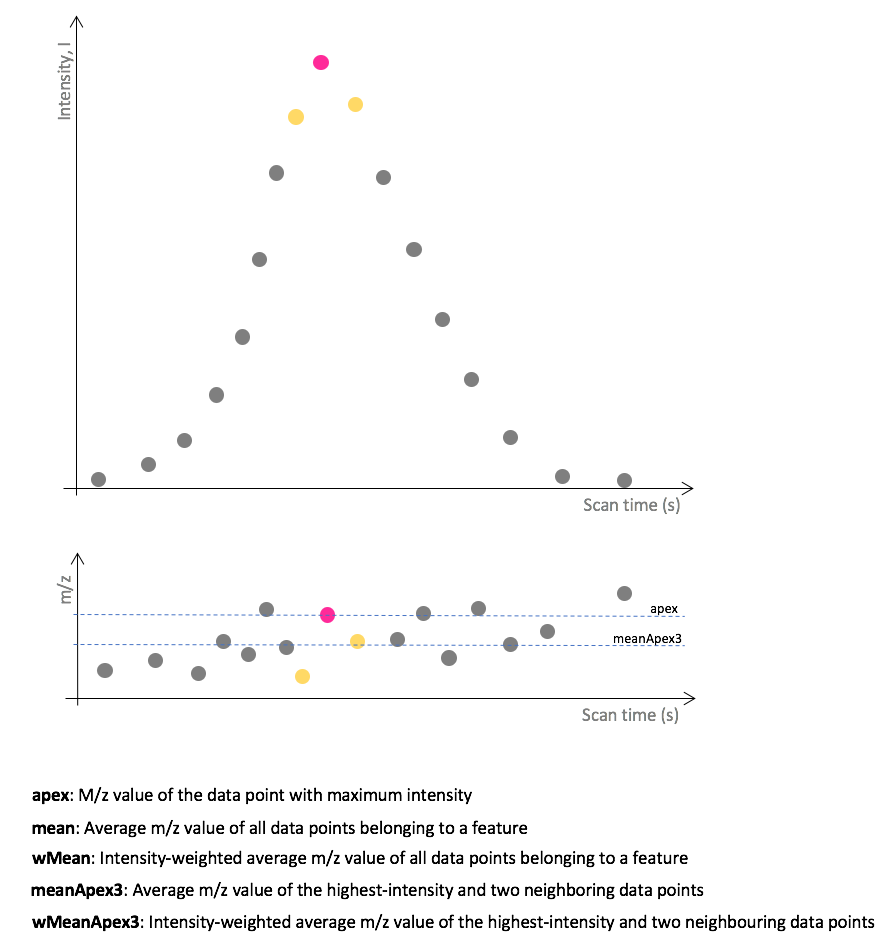 Intensity, I
Scan time (s)
m/z
apex
meanApex3
Scan time (s)
apex: M/z value of the data point with maximum intensity
mean: Average m/z value of all data points belonging to a feature
wMean: Intensity-weighted average m/z value of all data points belonging to a feature
meanApex3: Average m/z value of the highest-intensity and two neighboring data points
wMeanApex3: Intensity-weighted average m/z value of the highest-intensity and two neighbouring data points